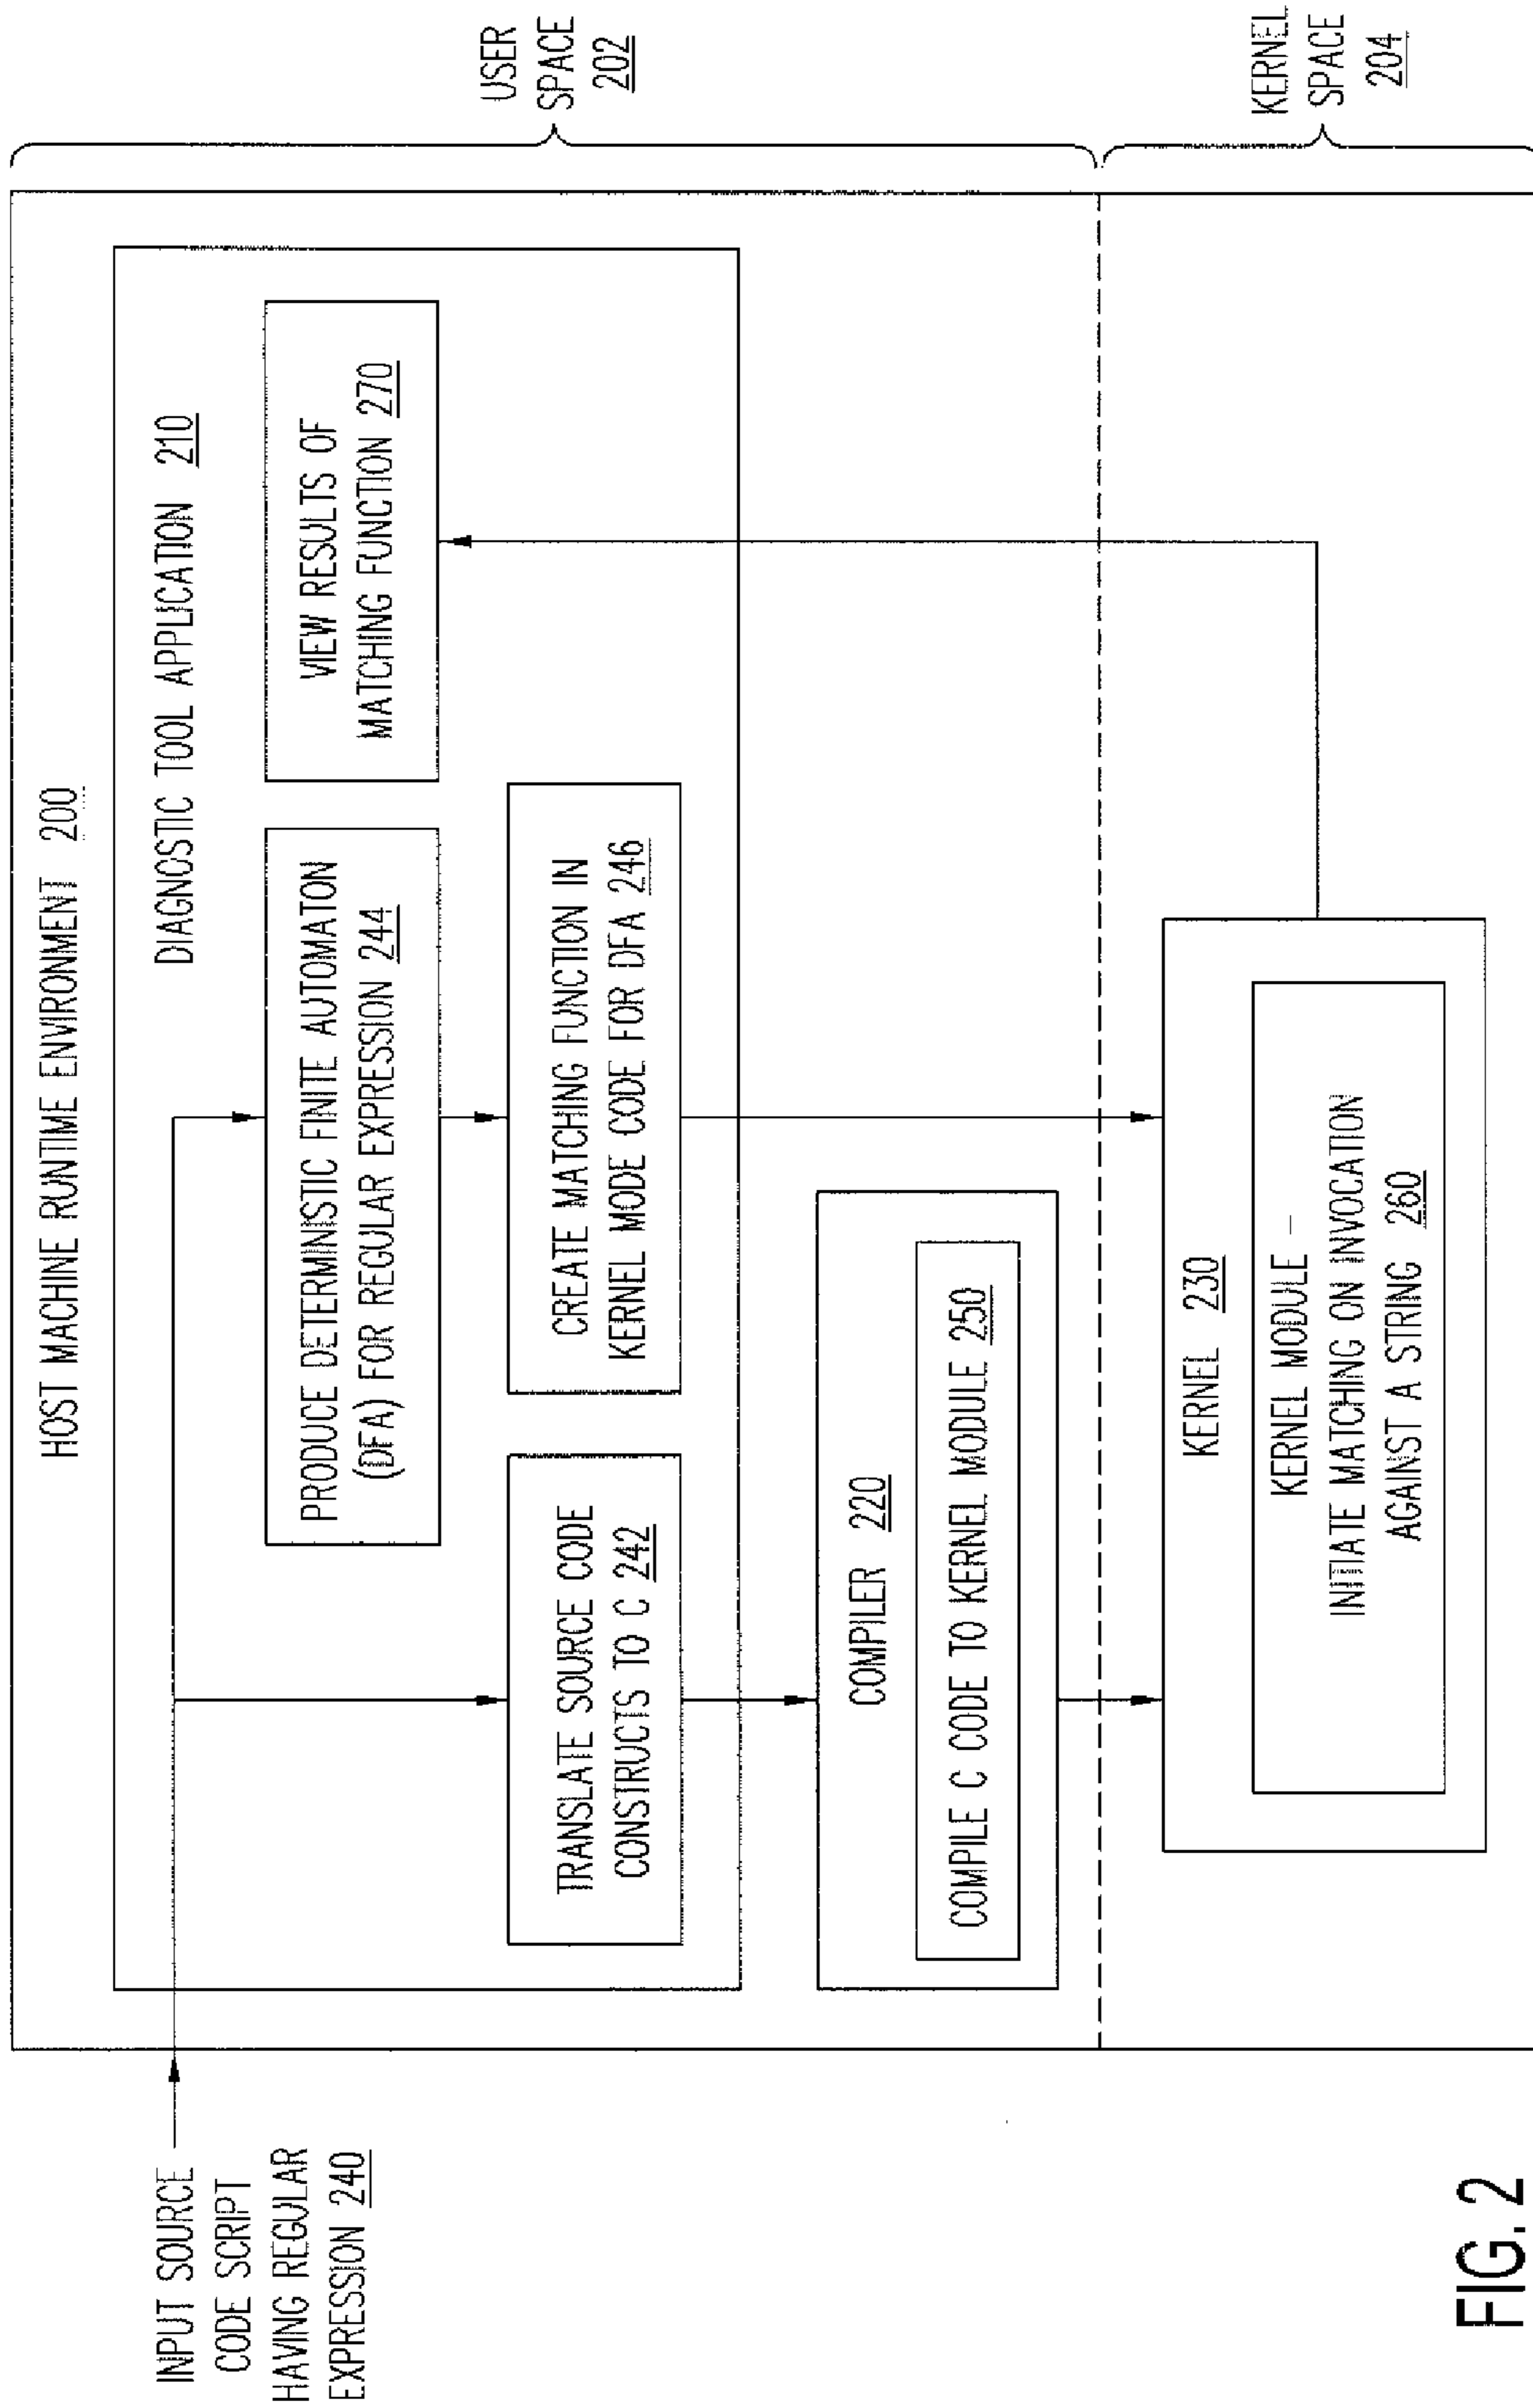 HOST MACHINE RUNTIME ENVIRONMENT 200
DIAGNOSTIC TOOL APPLICATION 210
INPUT SOURCE
CODE SCRIPT
HAVING REGULAR
EXPRESSION 240
PRODUCE DETERMINISTIC FINITE AUTOMATON
(DFA) FOR REGULAR EXPRESSION 244
VIEW RESULTS OF
MATCHING FUNCTION 270
TRANSLATE SOURCE CODE
CONSTRUCTS TO C 242
CREATE MATCHING FUNCTION IN
KERNEL MODE CODE FOR DFA 246
USER
SPACE
202
COMPILER 220
COMPILE C CODE TO KERNEL MODULE 250
KERNEL 230
KERNEL MODULE –
INITIATE MATCHING ON INVOCATION
AGAINST A STRING 260
KERNEL
SPACE
204
FIG. 2